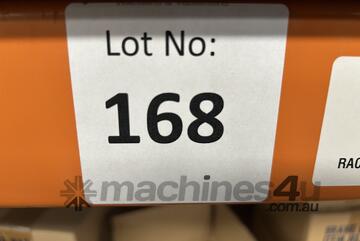 Lot No:
168
RAC
machines4u
.com.au